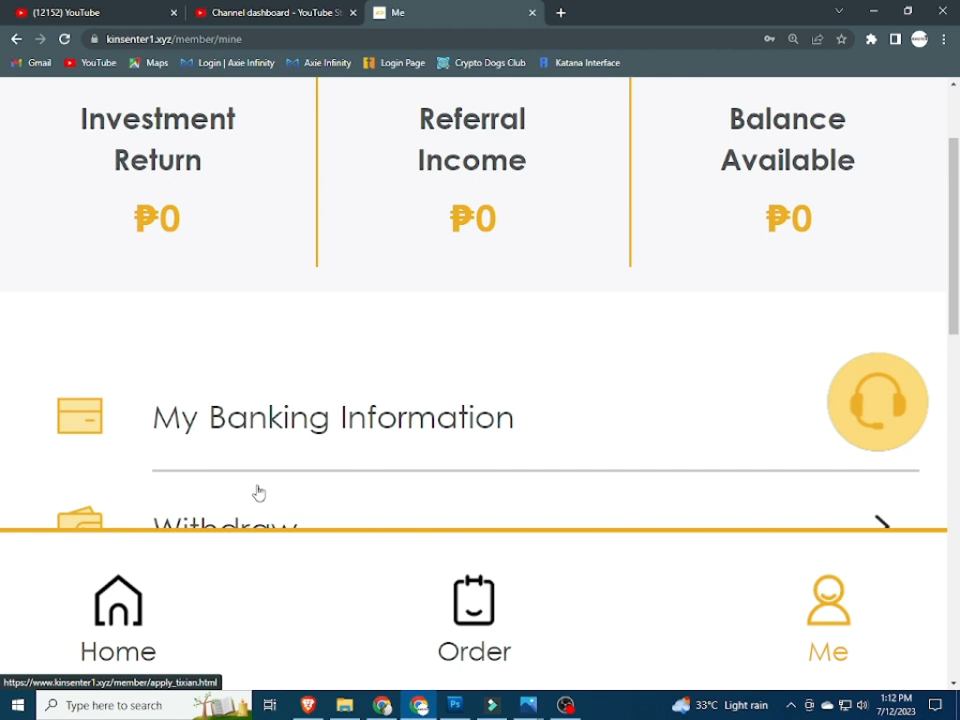 (12152) YouTube
Channel dashboard - YouTube St
Me
kinsenter1.xyz/member/mine
Gmail
YouTube
Maps
Login | Axie Infinity
Axie Infinity
Login Page
Crypto Dogs Club
Katana Interface
Investment Return
Referral Income
Balance Available
₱0
₱0
₱0
My Banking Information
Withdraw
Home
Order
Me
https://www.kinsenter1.xyz/member/apply_tixian.html
Type here to search
33°C Light rain
1:12 PM
7/12/2023